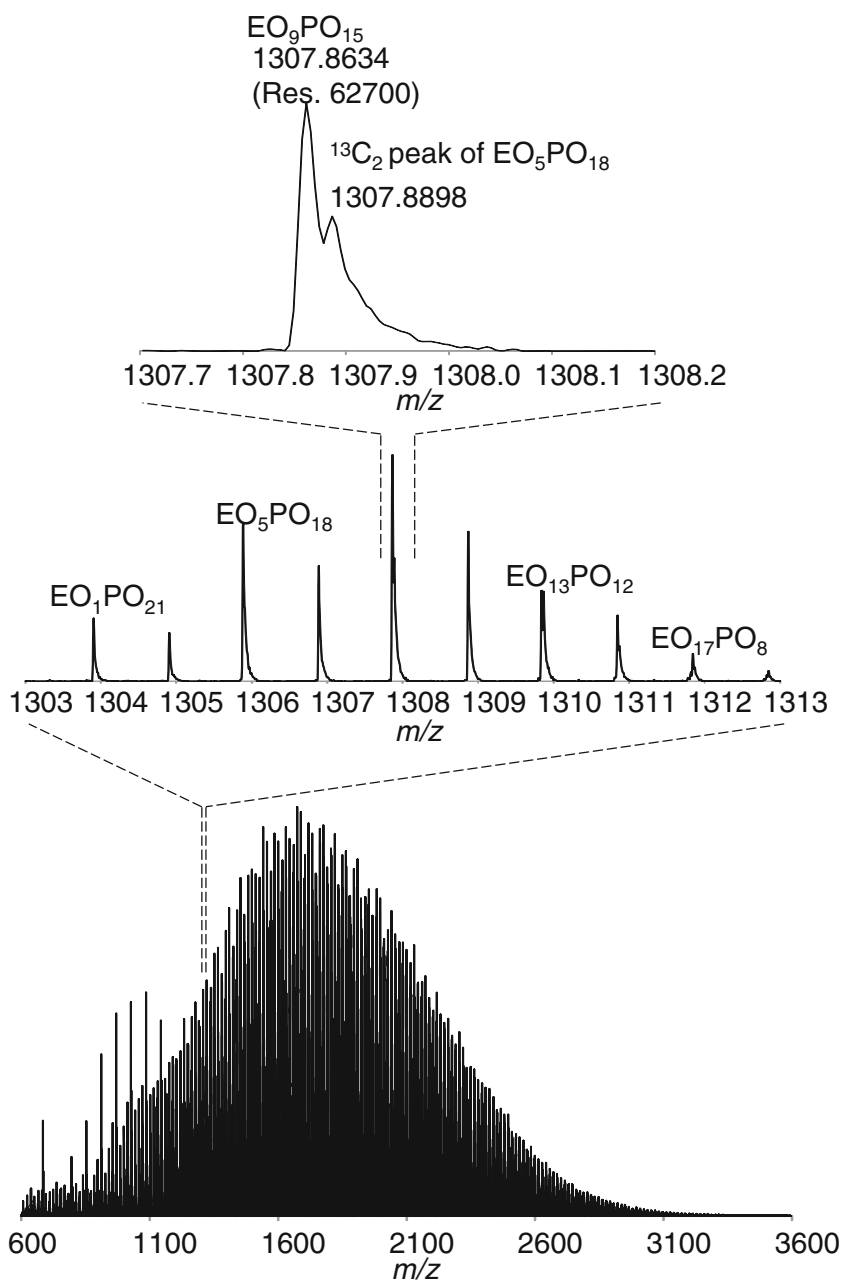 EO₉PO₁₅
1307.8634
(Res. 62700)
¹³C₂ peak of EO₅PO₁₈
1307.8898
1307.7 1307.8 1307.9 1308.0 1308.1 1308.2
m/z
EO₅PO₁₈
EO₁₃PO₁₂
EO₁PO₂₁
EO₁₇PO₈
1303 1304 1305 1306 1307 1308 1309 1310 1311 1312 1313
m/z
600 1100 1600 2100 2600 3100 3600
m/z